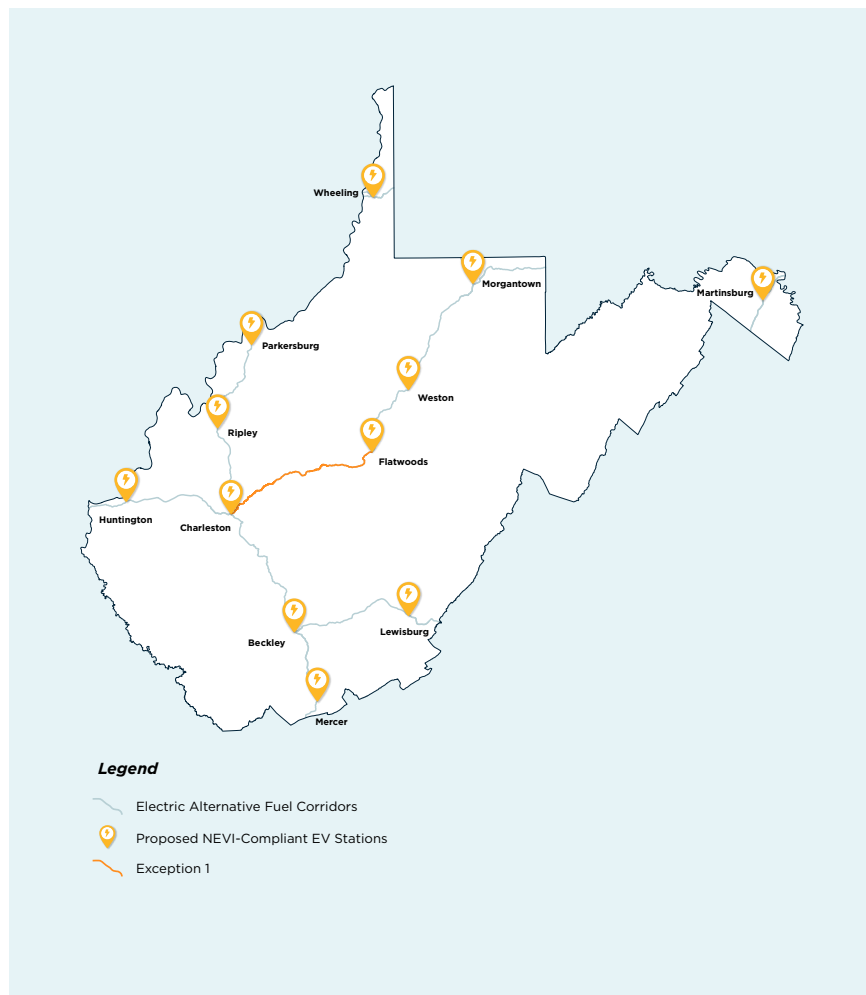 Wheeling
Morgantown
Martinsburg
Parkersburg
Weston
Ripley
Flatwoods
Huntington
Charleston
Lewisburg
Beckley
Mercer
Legend
Electric Alternative Fuel Corridors
Proposed NEVI-Compliant EV Stations
Exception 1